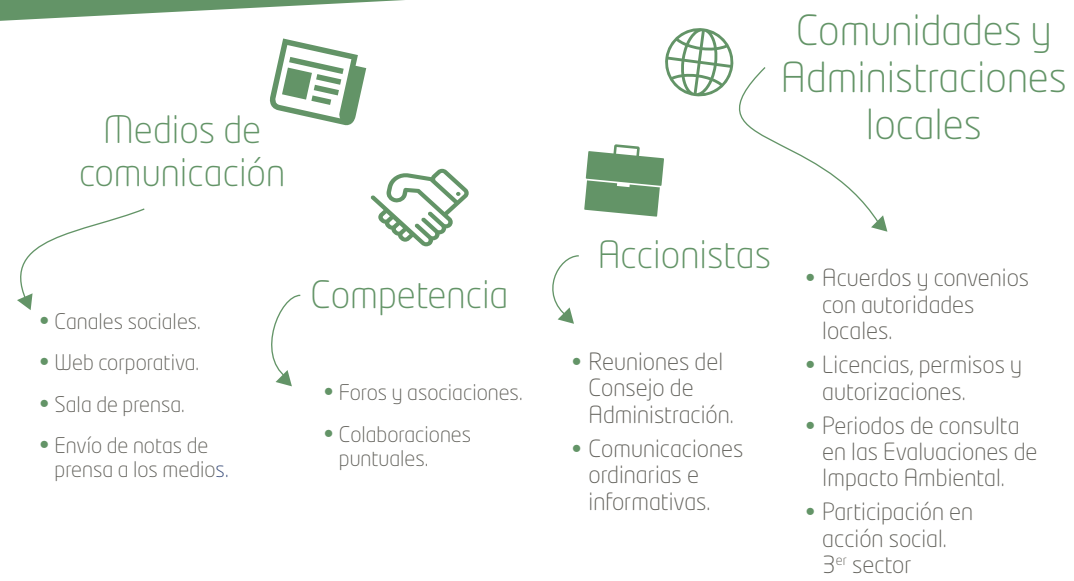 Medios de
comunicación
• Canales sociales.
• Web corporativa.
• Sala de prensa.
• Envío de notas de
prensa a los medios.
Competencia
• Foros y asociaciones.
• Colaboraciones
puntuales.
Accionistas
• Reuniones del
Consejo de
Administración.
• Comunicaciones
ordinarias e
informativas.
Comunidades y
Administraciones
locales
• Acuerdos y convenios
con autoridades
locales.
• Licencias, permisos y
autorizaciones.
• Periodos de consulta
en las Evaluaciones de
Impacto Ambiental.
• Participación en
acción social.
3er sector